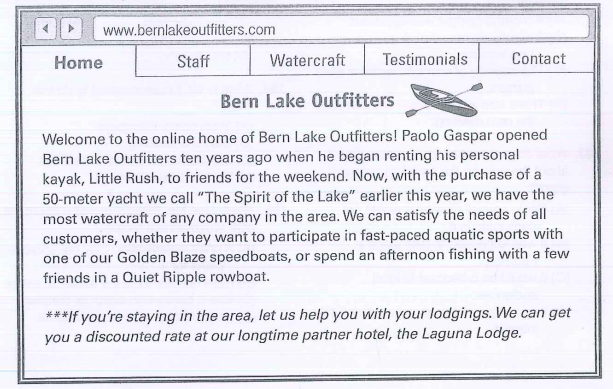 www.bernlakeoutfitters.com
Home Staff Watercraft Testimonials Contact
Bern Lake Outfitters
Welcome to the online home of Bern Lake Outfitters! Paolo Gaspar opened
Bern Lake Outfitters ten years ago when he began renting his personal
kayak, Little Rush, to friends for the weekend. Now, with the purchase of a
50-meter yacht we call "The Spirit of the Lake" earlier this year, we have the
most watercraft of any company in the area. We can satisfy the needs of all
customers, whether they want to participate in fast-paced aquatic sports with
one of our Golden Blaze speedboats, or spend an afternoon fishing with a few
friends in a Quiet Ripple rowboat.
***If you're staying in the area, let us help you with your lodgings. We can get
you a discounted rate at our longtime partner hotel, the Laguna Lodge.